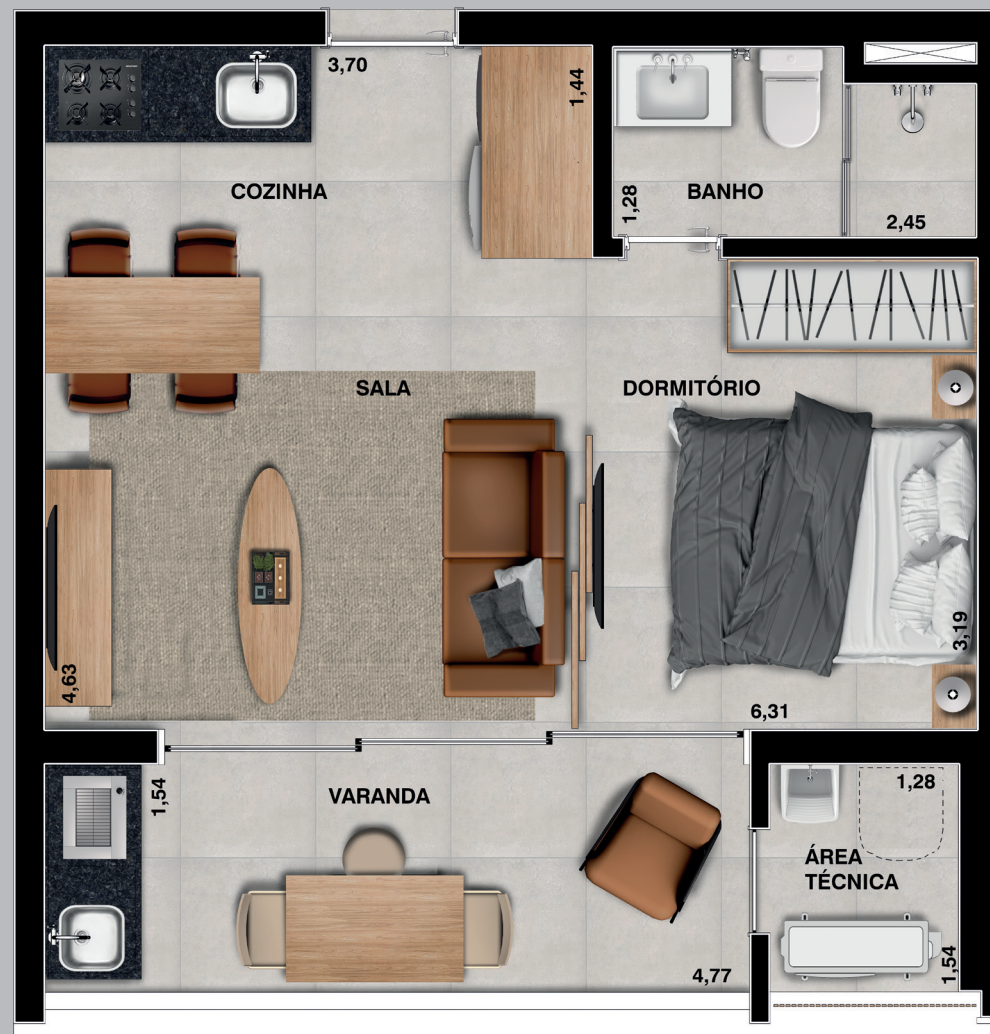 3,70
1,44
COZINHA
1,28
BANHO
2,45
SALA
DORMITÓRIO
3,19
4,63
6,31
1,54
VARANDA
1,28
ÁREA
TÉCNICA
4,77
1,54